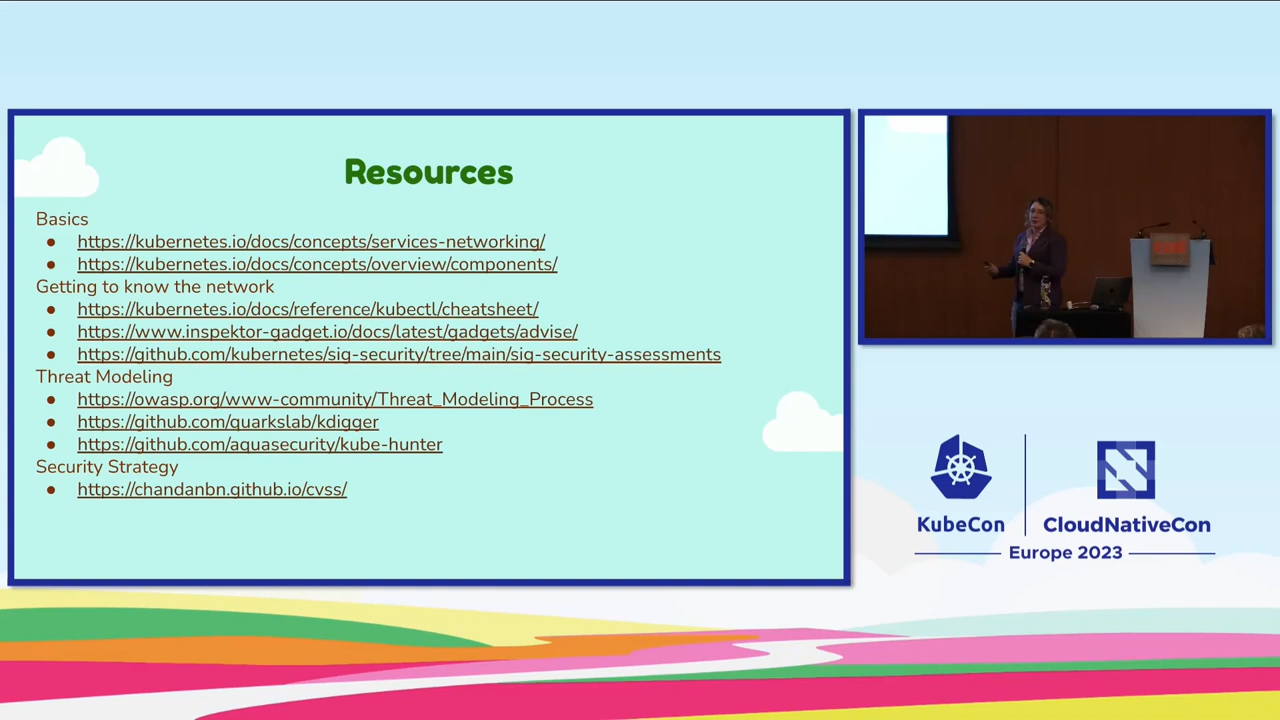 Resources
Basics
● https://kubernetes.io/docs/concepts/services-networking/
● https://kubernetes.io/docs/concepts/overview/components/
Getting to know the network
● https://kubernetes.io/docs/reference/kubectl/cheatsheet/
● https://www.inspektor-gadget.io/docs/latest/gadgets/advise/
● https://github.com/kubernetes/sig-security/tree/main/sig-security-assessments
Threat Modeling
● https://owasp.org/www-community/Threat_Modeling_Process
● https://github.com/quarkslab/kdigger
● https://github.com/aquasecurity/kube-hunter
Security Strategy
● https://chandanbn.github.io/cvss/
KubeCon
CloudNativeCon
Europe 2023